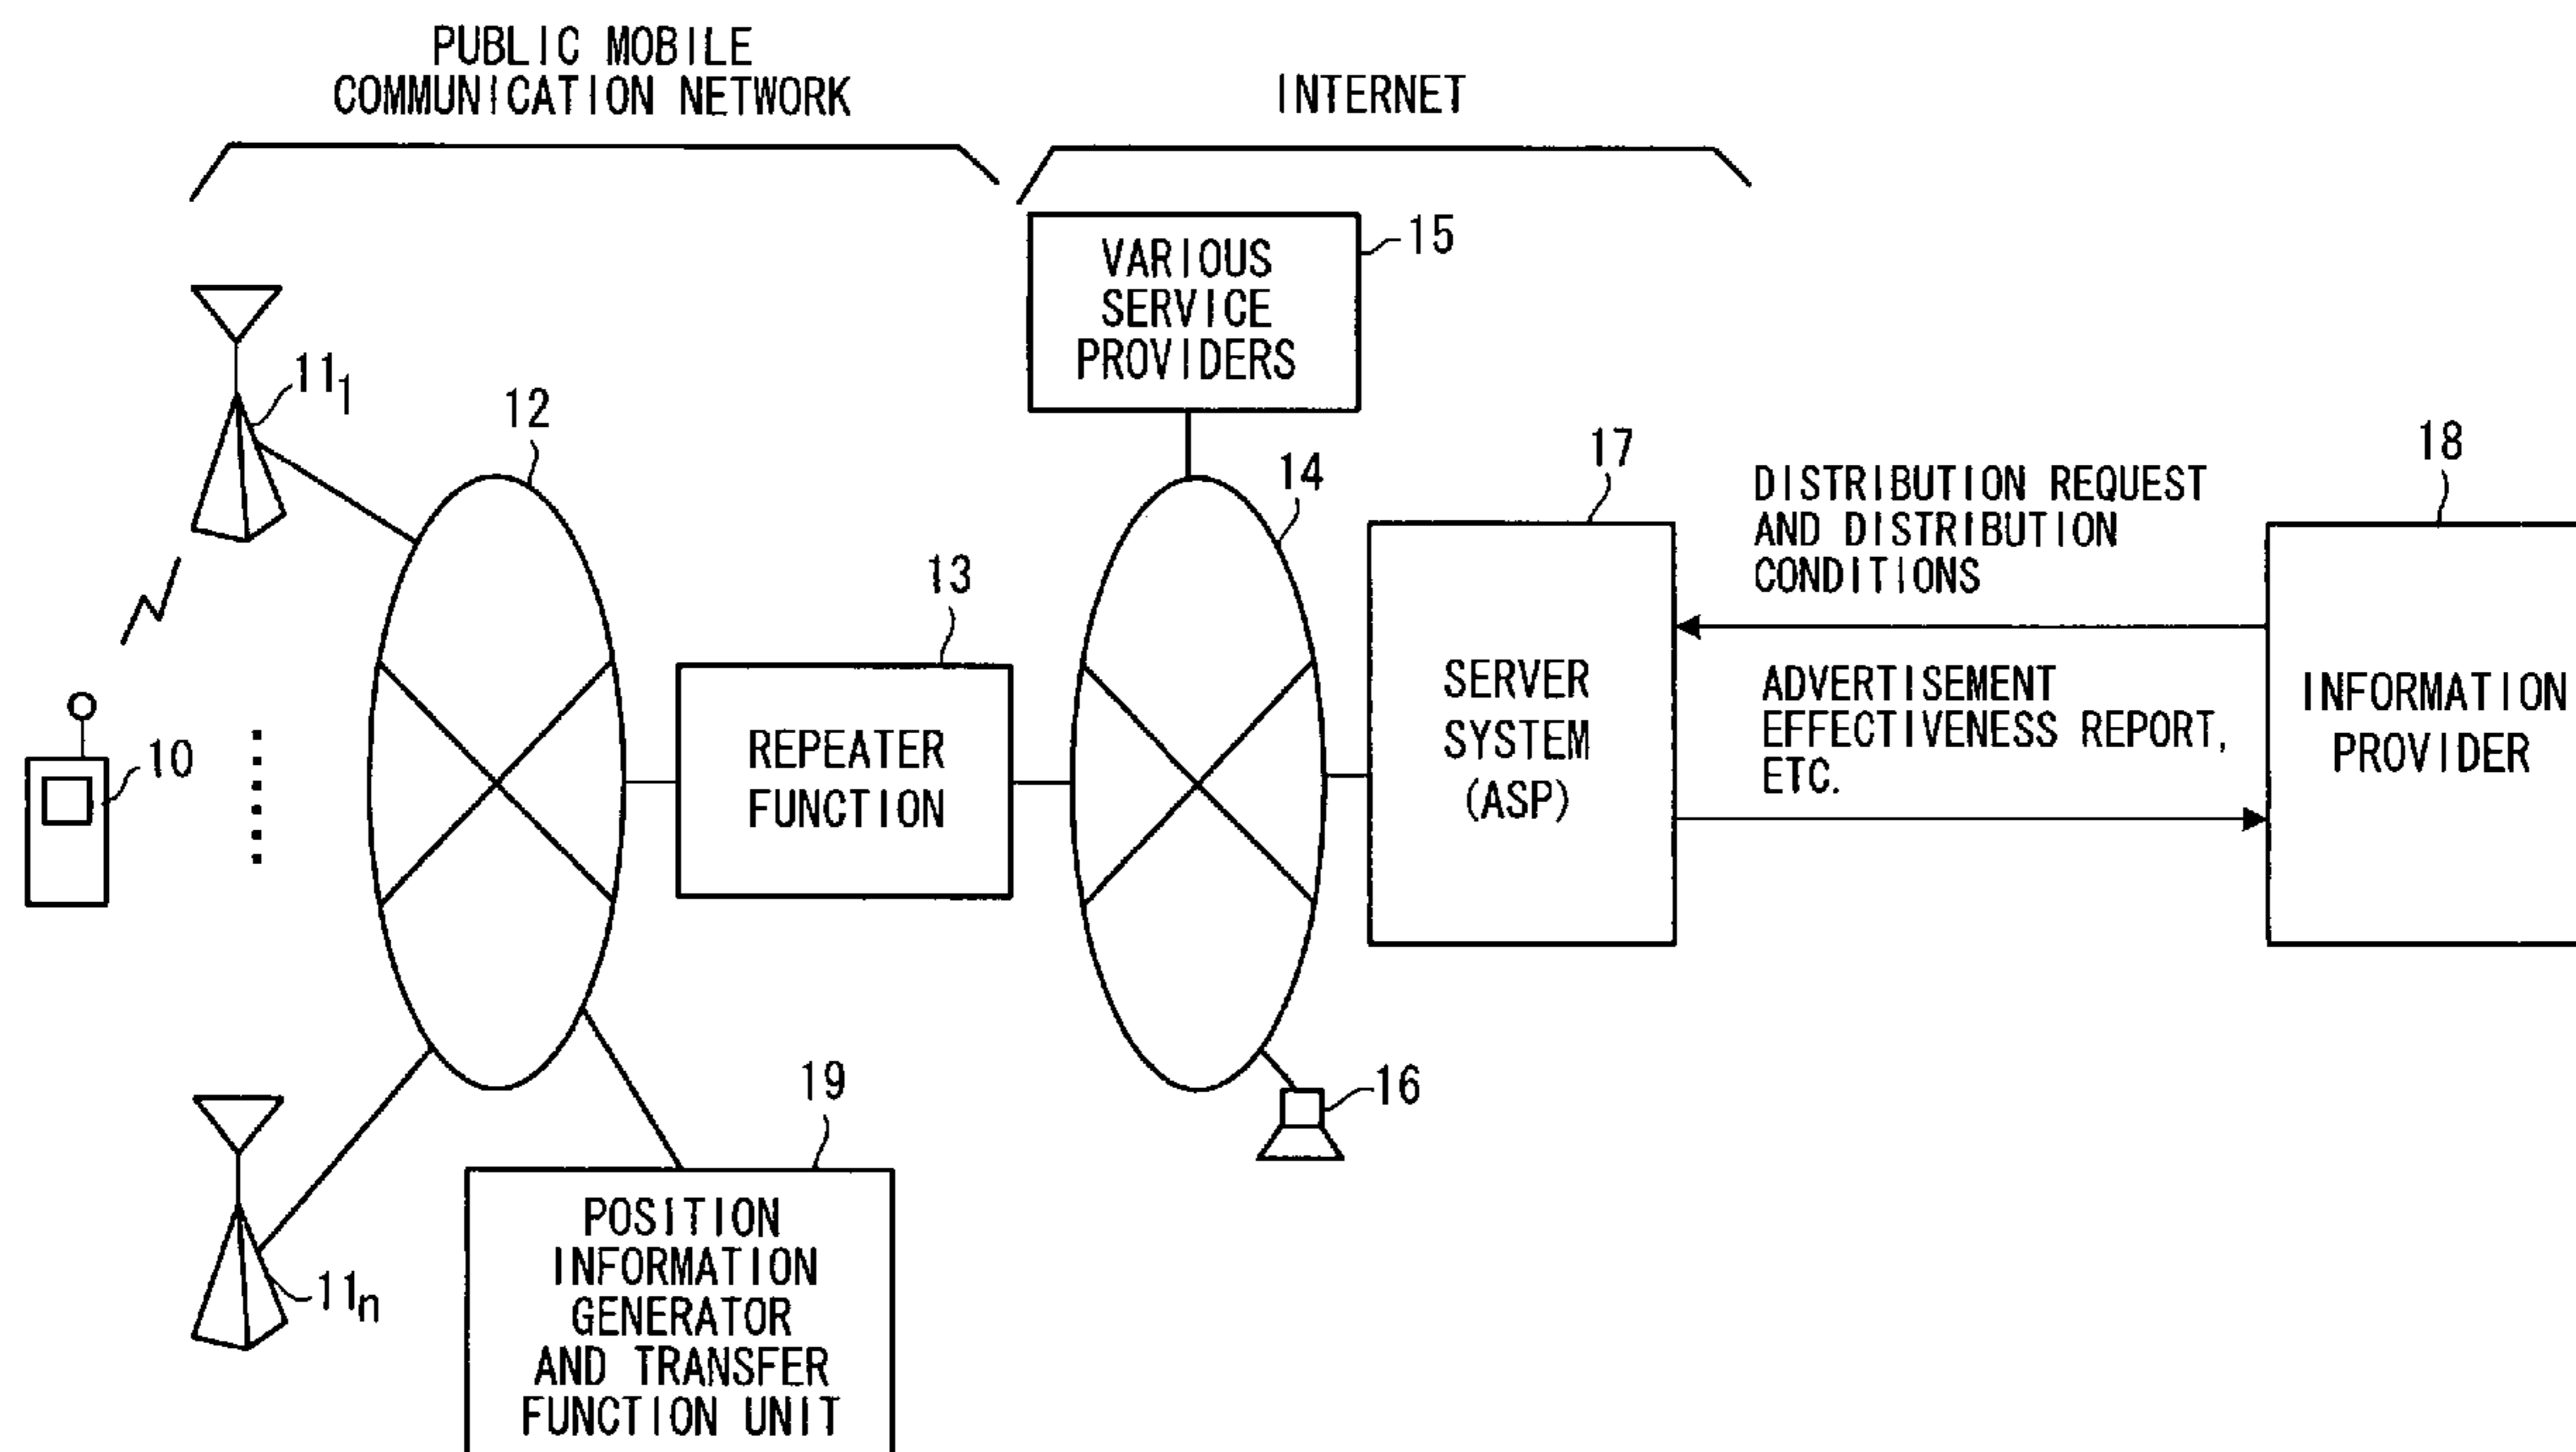 PUBLIC MOBILE
COMMUNICATION NETWORK
INTERNET
VARIOUS
SERVICE
PROVIDERS
15
11₁
12
14
17
DISTRIBUTION REQUEST
AND DISTRIBUTION
CONDITIONS
18
13
10
REPEATER
FUNCTION
SERVER
SYSTEM
(ASP)
ADVERTISEMENT
EFFECTIVENESS REPORT,
ETC.
INFORMATION
PROVIDER
16
19
11ₙ
POSITION
INFORMATION
GENERATOR
AND TRANSFER
FUNCTION UNIT